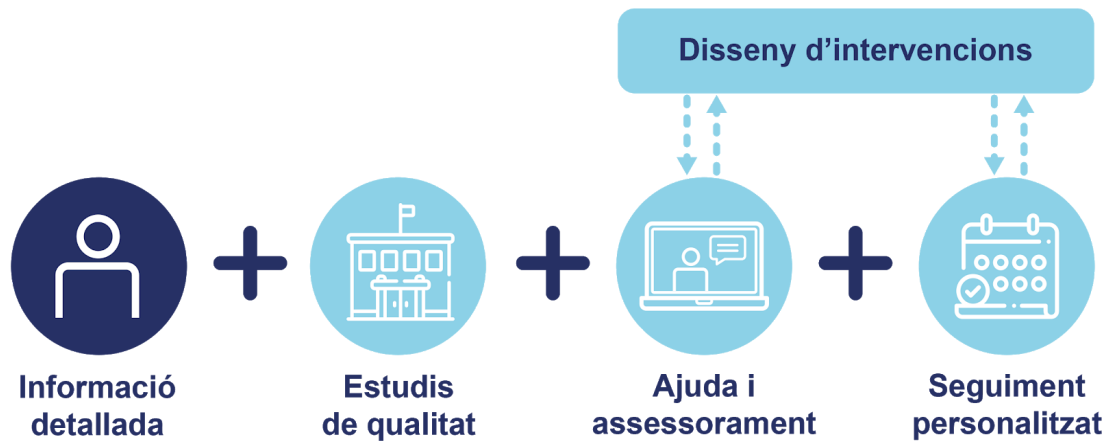 Disseny d’intervencions
Informació
detallada
Estudis
de qualitat
Ajuda i
assessorament
Seguiment
personalitzat